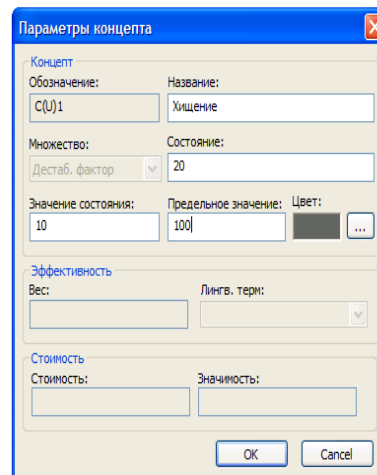 Параметры концепта
Концепт
Обозначение: Название:
C(U)1 Хищение
Множество: Состояние:
Дестаб. фактор 20
Значение состояния: Предельное значение: Цвет:
10 100 ...
Эффективность
Вес: Лингв. терм:
Стоимость
Стоимость: Значимость:
OK Cancel